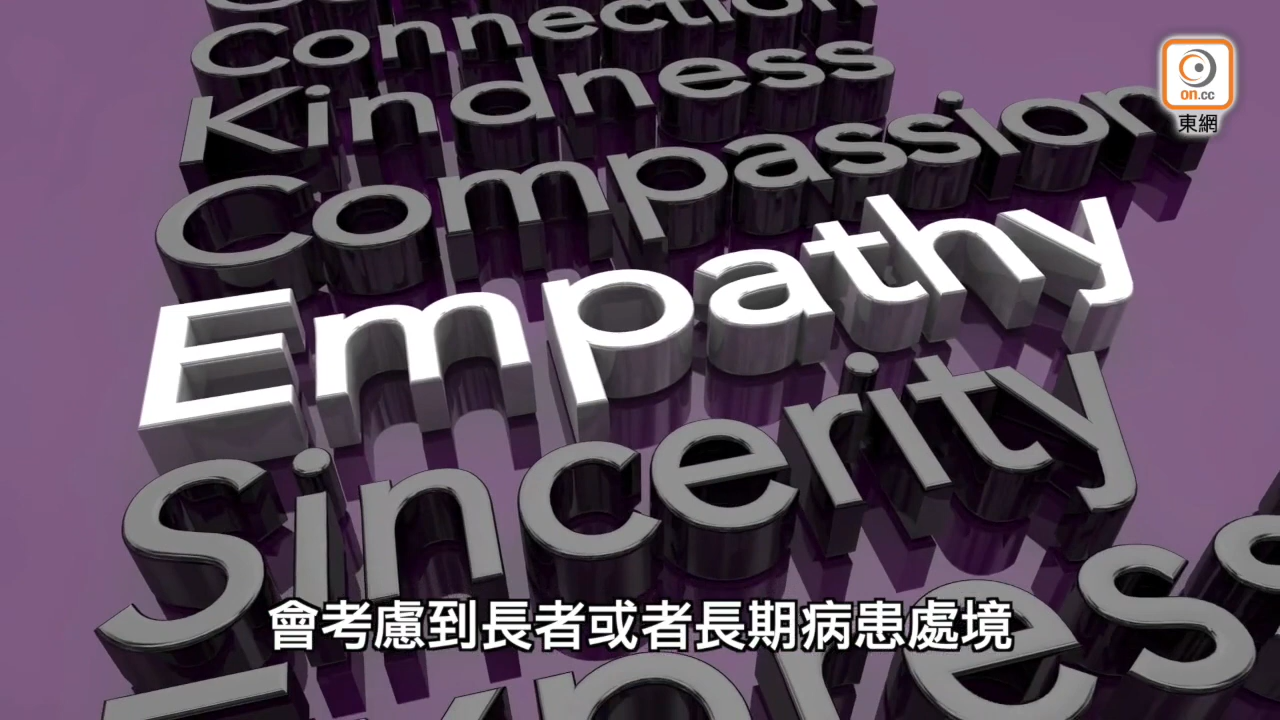 Connection
Kindness
Compassion
Empathy
Sincerity
on.cc
東網
會考慮到長者或者長期病患處境